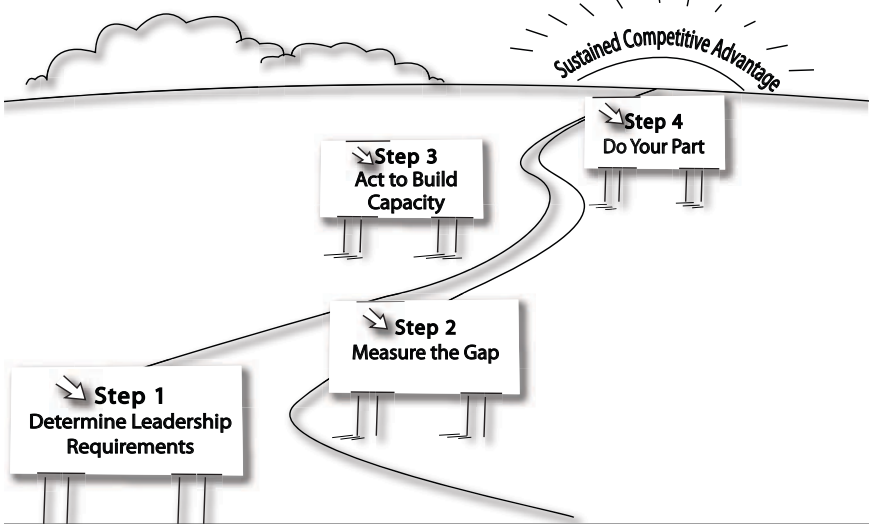 Sustained Competitive Advantage
Step 4
Do Your Part
Step 3
Act to Build
Capacity
Step 2
Measure the Gap
Step 1
Determine Leadership
Requirements